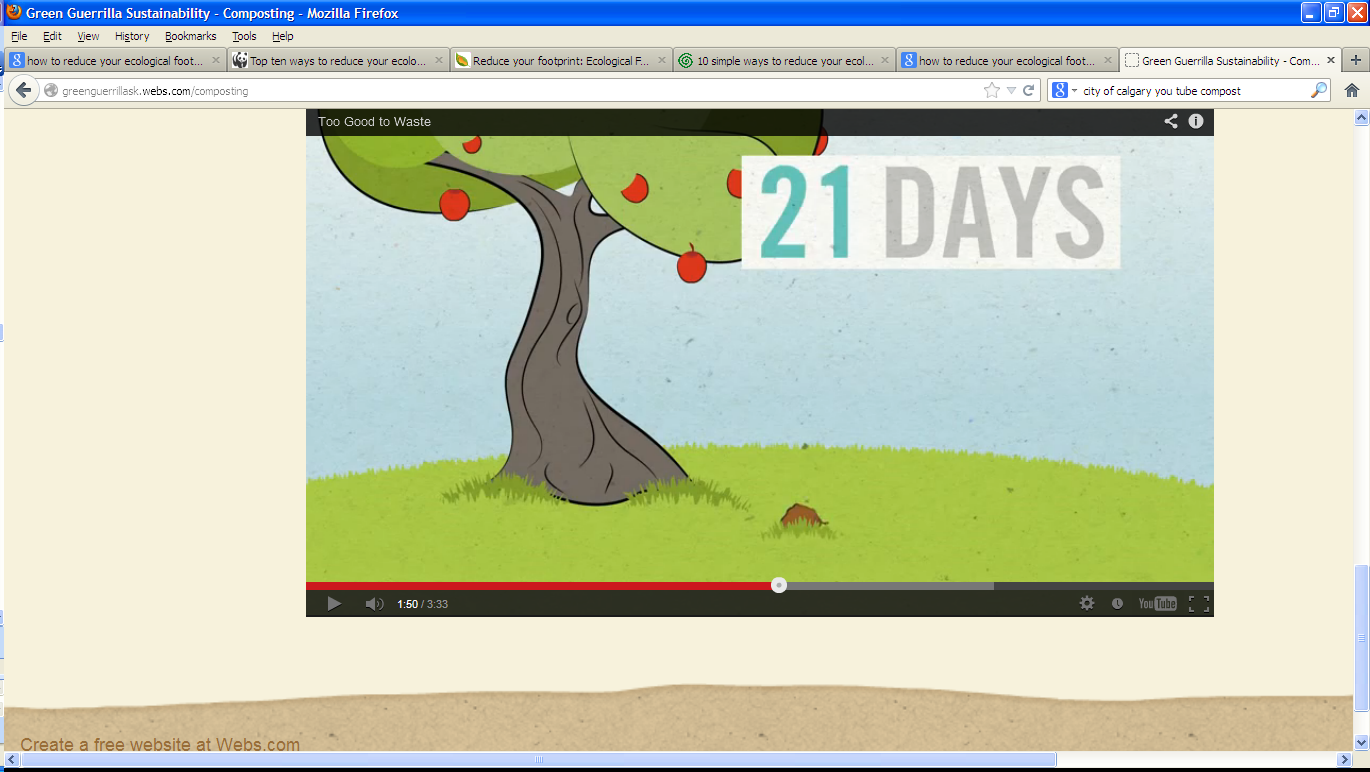 Green Guerrilla Sustainability - Composting - Mozilla Firefox
File Edit View History Bookmarks Tools Help
how to reduce your ecological foot... Top ten ways to reduce your ecolo... Reduce your footprint: Ecological F... 10 simple ways to reduce your ecol... how to reduce your ecological foot... Green Guerrilla Sustainability - Com...
greenguerrillask.webs.com/composting city of calgary you tube compost
Too Good to Waste
21 DAYS
1:50 / 3:33 YouTube
Create a free website at Webs.com